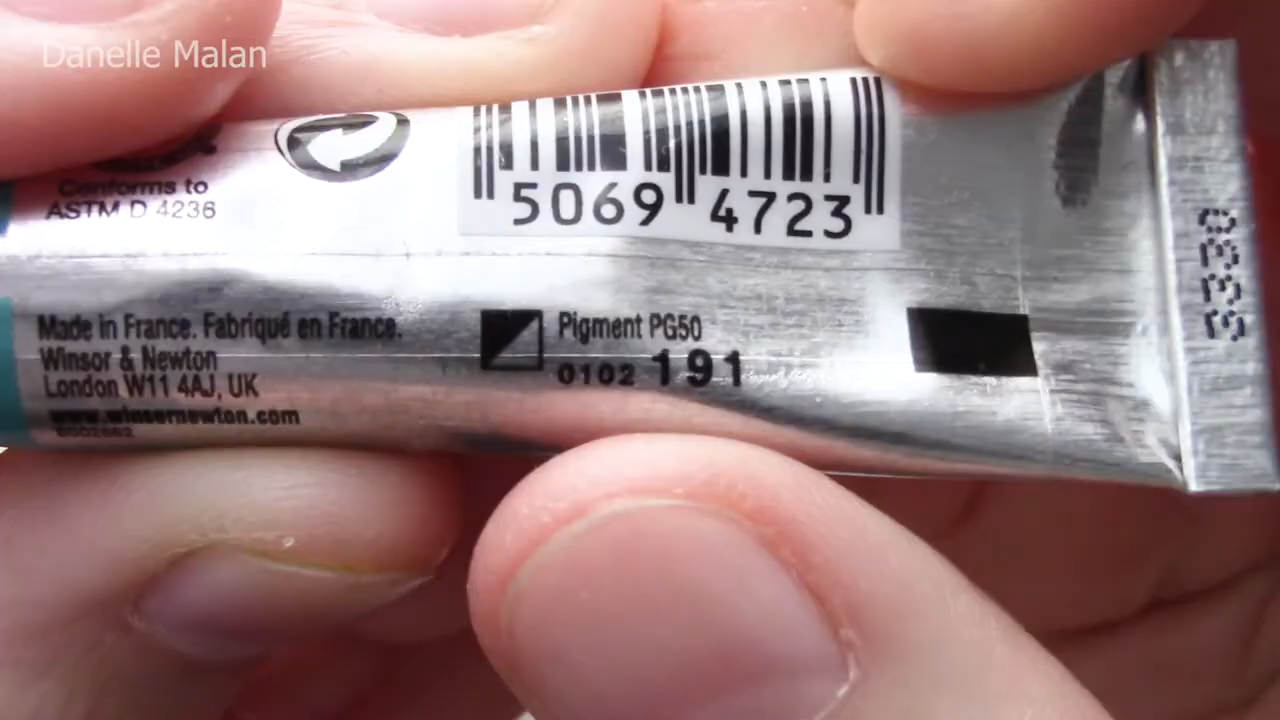 Danelle Malan
Conforms to
ASTM D 4236
5069 4723
Made in France. Fabriqué en France.
Winsor & Newton
London W11 4AJ, UK
www.winsornewton.com
Pigment PG50
0102 191